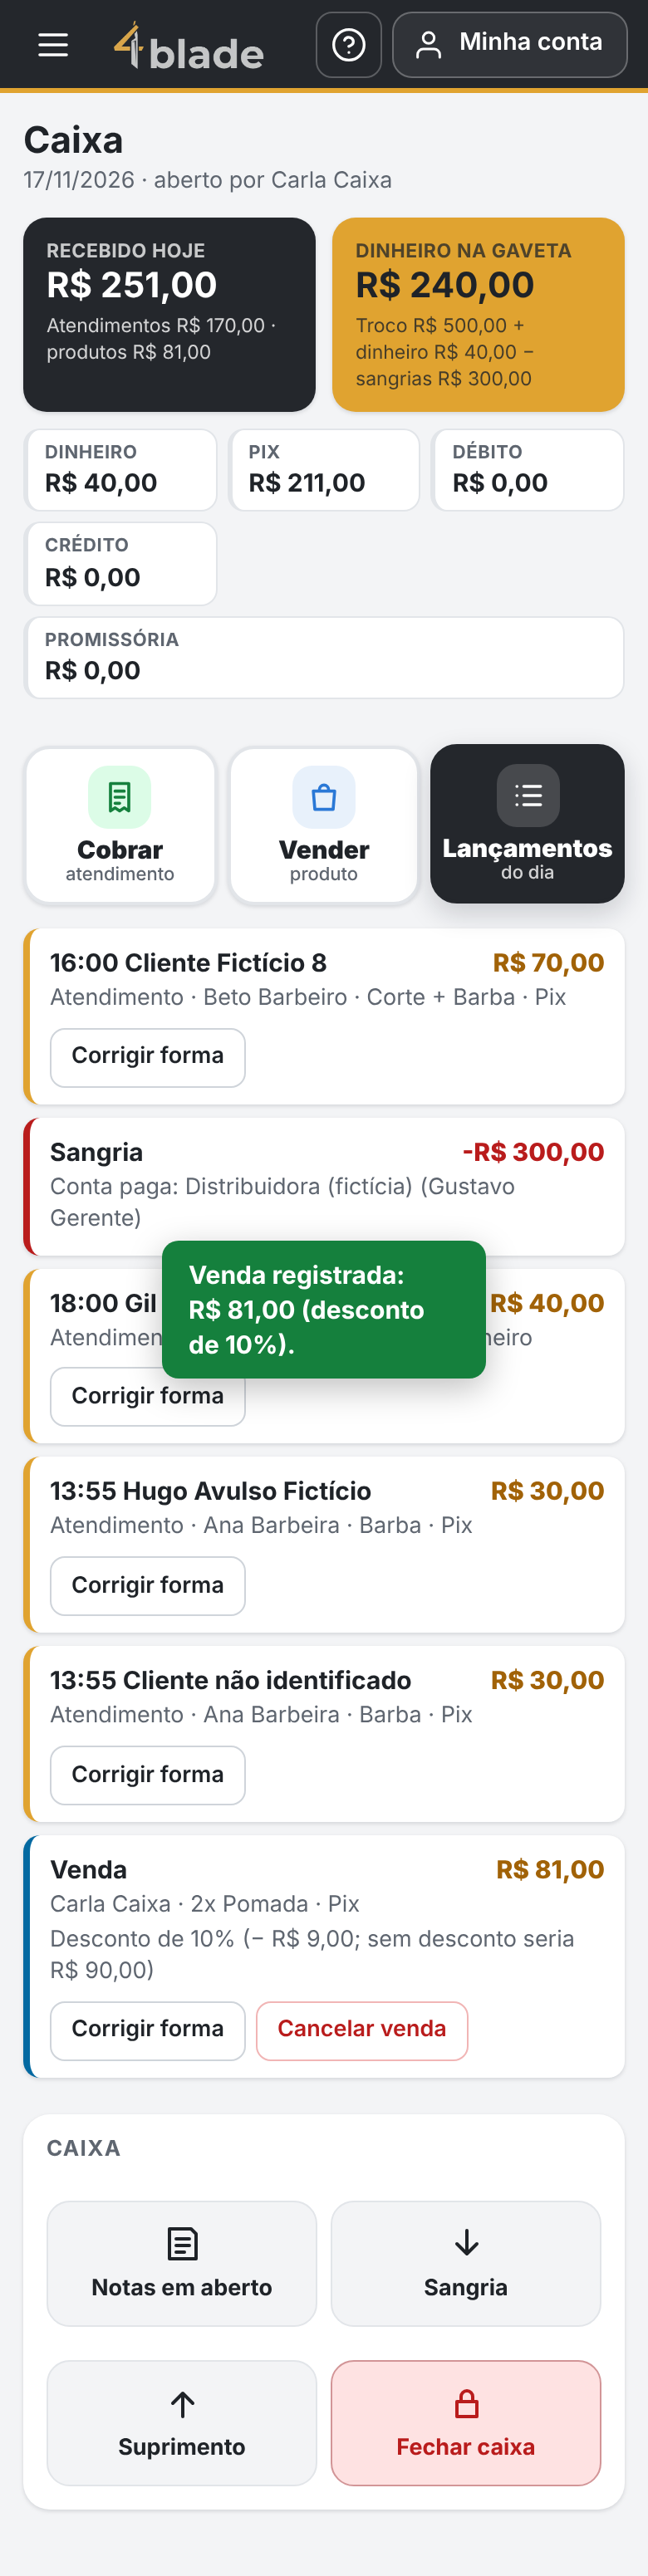 4blade
Minha conta
Caixa
17/11/2026 · aberto por Carla Caixa
RECEBIDO HOJE
R$ 251,00
Atendimentos R$ 170,00 ·
produtos R$ 81,00
DINHEIRO NA GAVETA
R$ 240,00
Troco R$ 500,00 +
dinheiro R$ 40,00 −
sangrias R$ 300,00
DINHEIRO
R$ 40,00
PIX
R$ 211,00
DÉBITO
R$ 0,00
CRÉDITO
R$ 0,00
PROMISSÓRIA
R$ 0,00
Cobrar
atendimento
Vender
produto
Lançamentos
do dia
16:00 Cliente Fictício 8
R$ 70,00
Atendimento · Beto Barbeiro · Corte + Barba · Pix
Corrigir forma
Sangria
-R$ 300,00
Conta paga: Distribuidora (fictícia) (Gustavo
Gerente)
Venda registrada:
R$ 81,00 (desconto
de 10%).
18:00 Gil
R$ 40,00
Corrigir forma
13:55 Hugo Avulso Fictício
R$ 30,00
Atendimento · Ana Barbeira · Barba · Pix
Corrigir forma
13:55 Cliente não identificado
R$ 30,00
Atendimento · Ana Barbeira · Barba · Pix
Corrigir forma
Venda
R$ 81,00
Carla Caixa · 2x Pomada · Pix
Desconto de 10% (− R$ 9,00; sem desconto seria
R$ 90,00)
Corrigir forma
Cancelar venda
CAIXA
Notas em aberto
Sangria
Suprimento
Fechar caixa